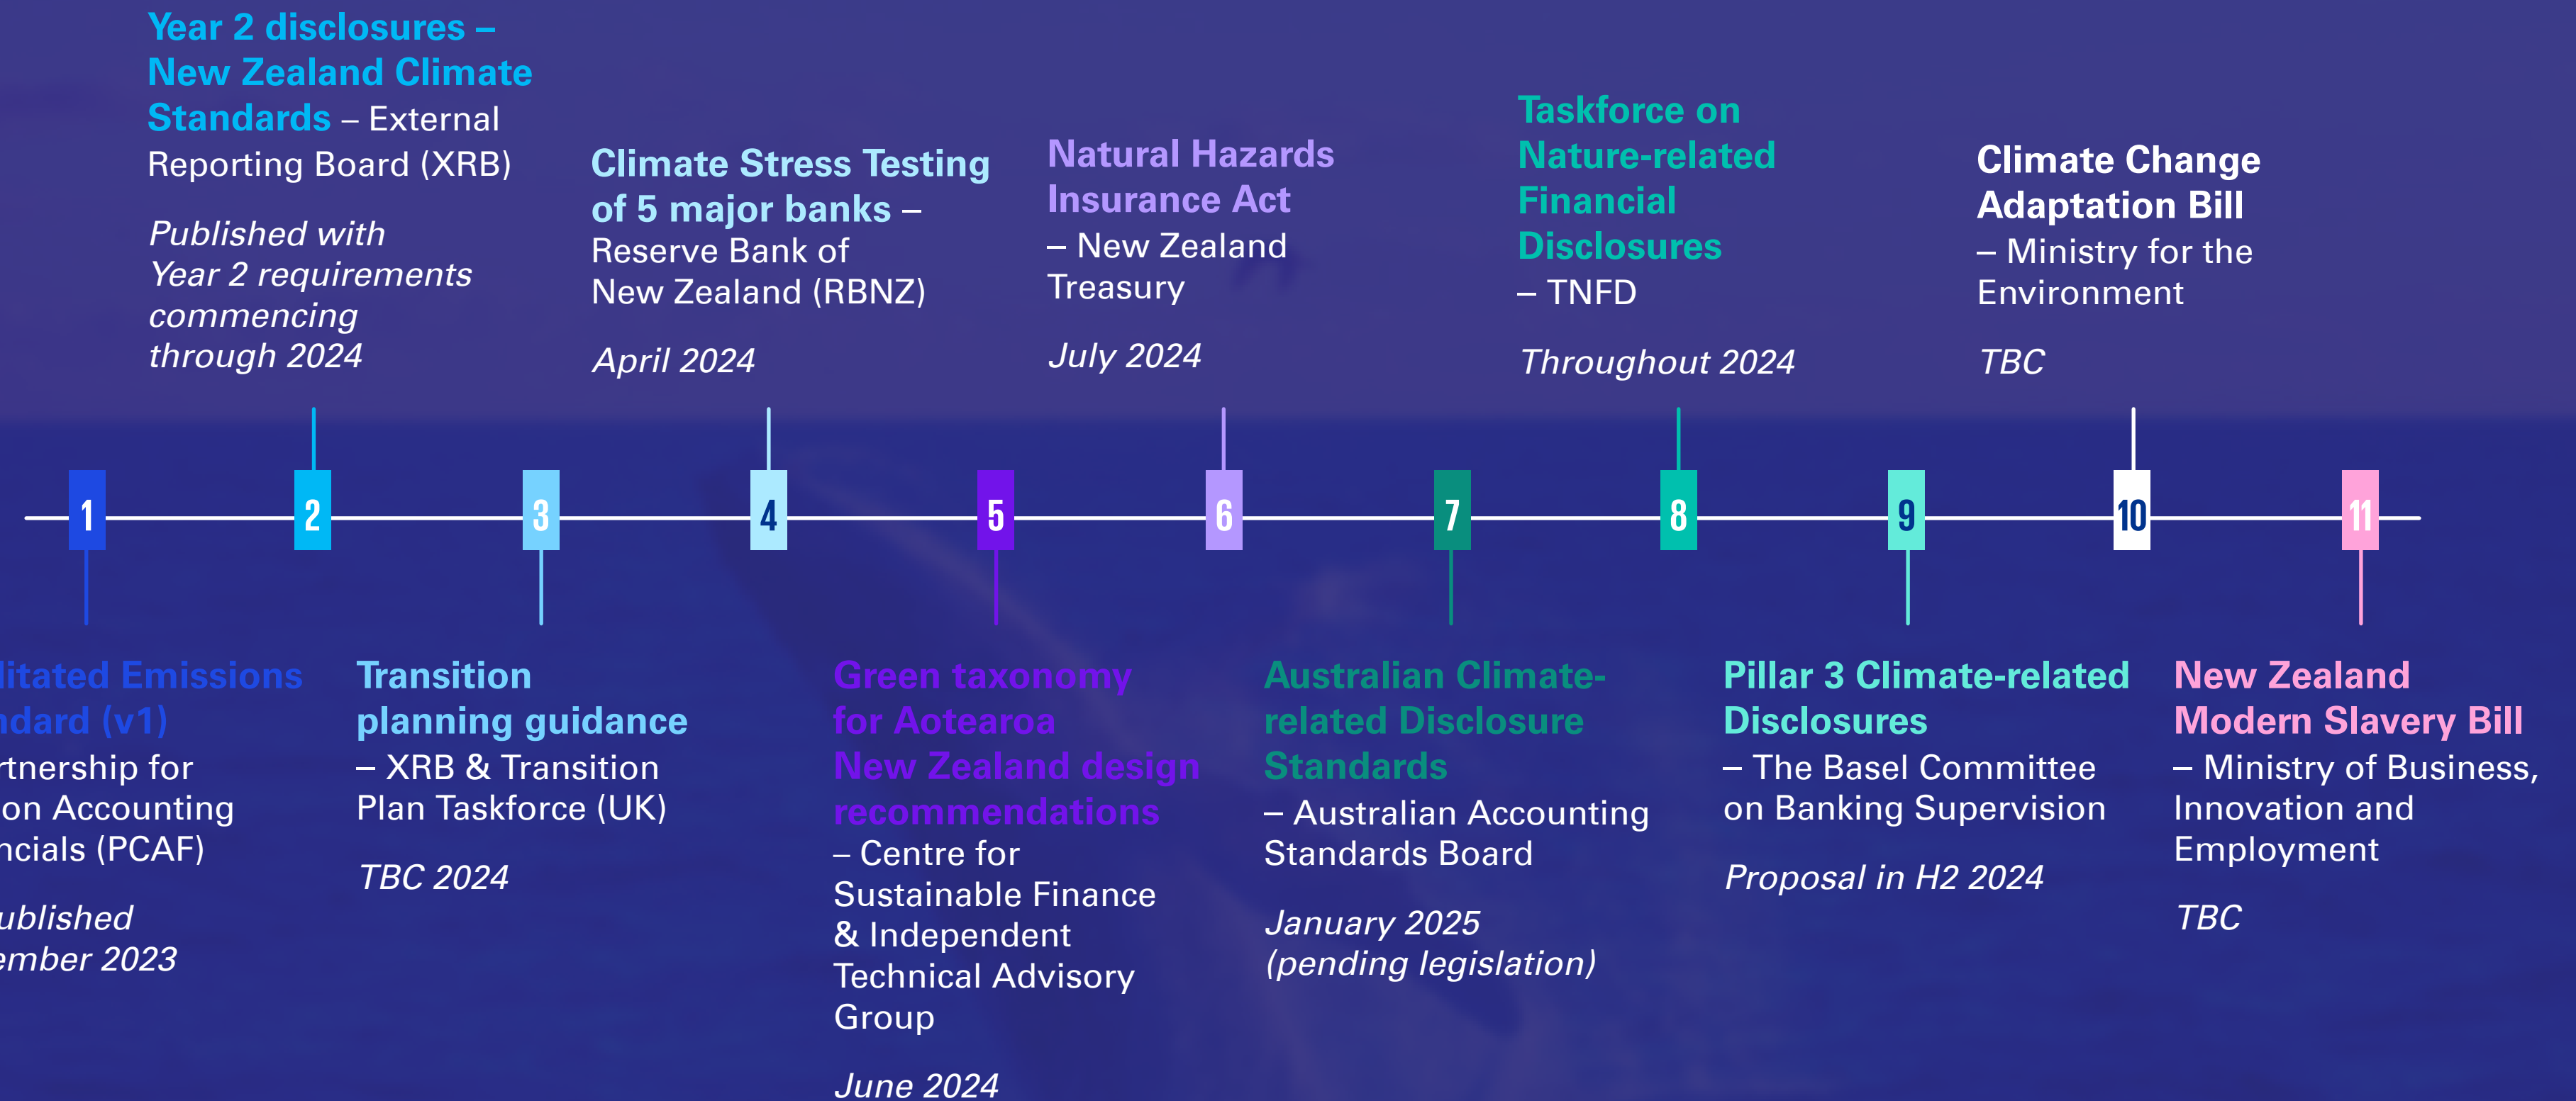 Year 2 disclosures –
New Zealand Climate
Standards – External
Reporting Board (XRB)
Published with
Year 2 requirements
commencing
through 2024
Climate Stress Testing
of 5 major banks –
Reserve Bank of
New Zealand (RBNZ)
April 2024
Natural Hazards
Insurance Act
– New Zealand
Treasury
July 2024
Taskforce on
Nature-related
Financial
Disclosures
– TNFD
Throughout 2024
Climate Change
Adaptation Bill
– Ministry for the
Environment
TBC
1 2 3 4 5 6 7 8 9 10 11
Emissions
(v1)
for
Accounting
(PCAF)
2023
Transition
planning guidance
– XRB & Transition
Plan Taskforce (UK)
TBC 2024
Green taxonomy
for Aotearoa
New Zealand design
recommendations
– Centre for
Sustainable Finance
& Independent
Technical Advisory
Group
June 2024
Australian Climate-
related Disclosure
Standards
– Australian Accounting
Standards Board
January 2025
(pending legislation)
Pillar 3 Climate-related
Disclosures
– The Basel Committee
on Banking Supervision
Proposal in H2 2024
New Zealand
Modern Slavery Bill
– Ministry of Business,
Innovation and
Employment
TBC